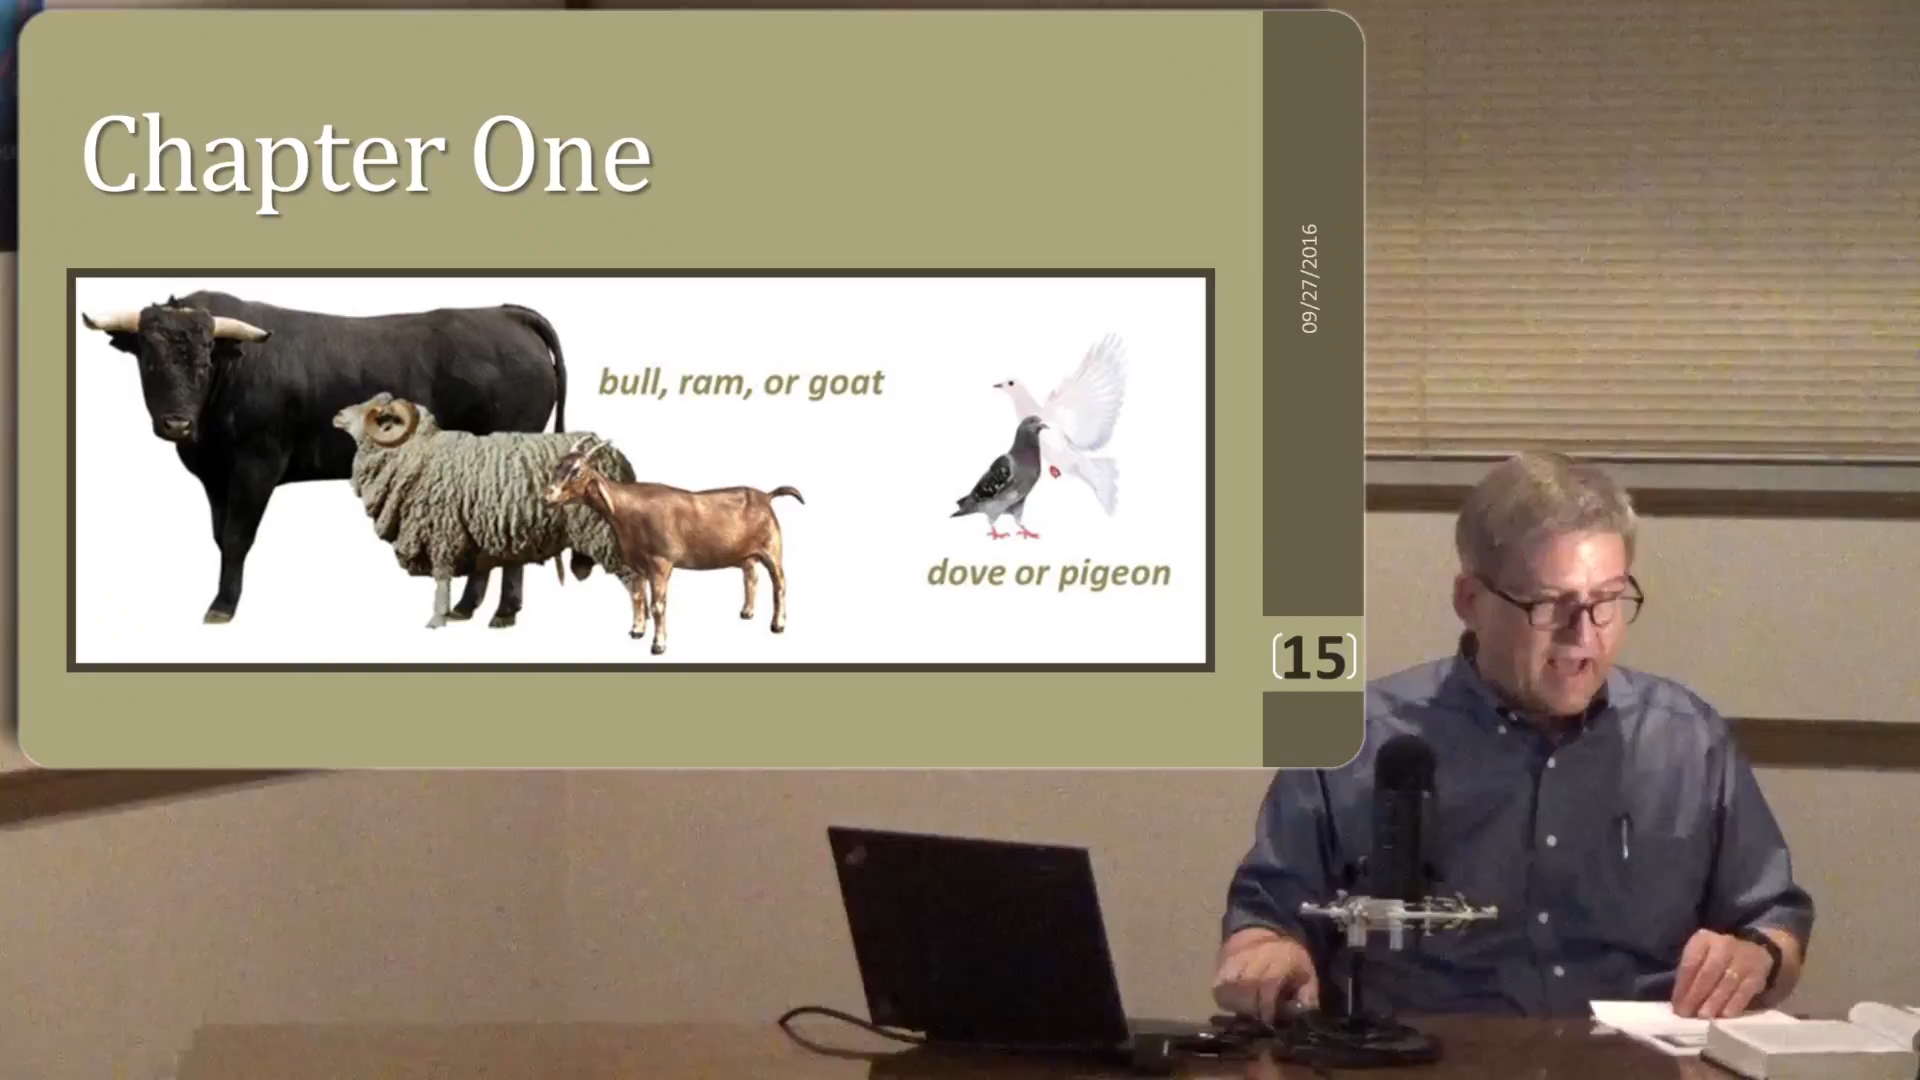 Chapter One
bull, ram, or goat
dove or pigeon
09/27/2016
15